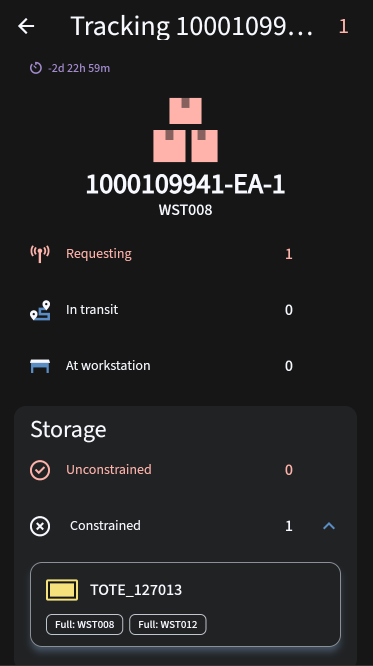 Tracking 10001099... 1
-2d 22h 59m
1000109941-EA-1
WST008
Requesting 1
In transit 0
At workstation 0
Storage
Unconstrained 0
Constrained 1
TOTE_127013
Full: WST008 Full: WST012